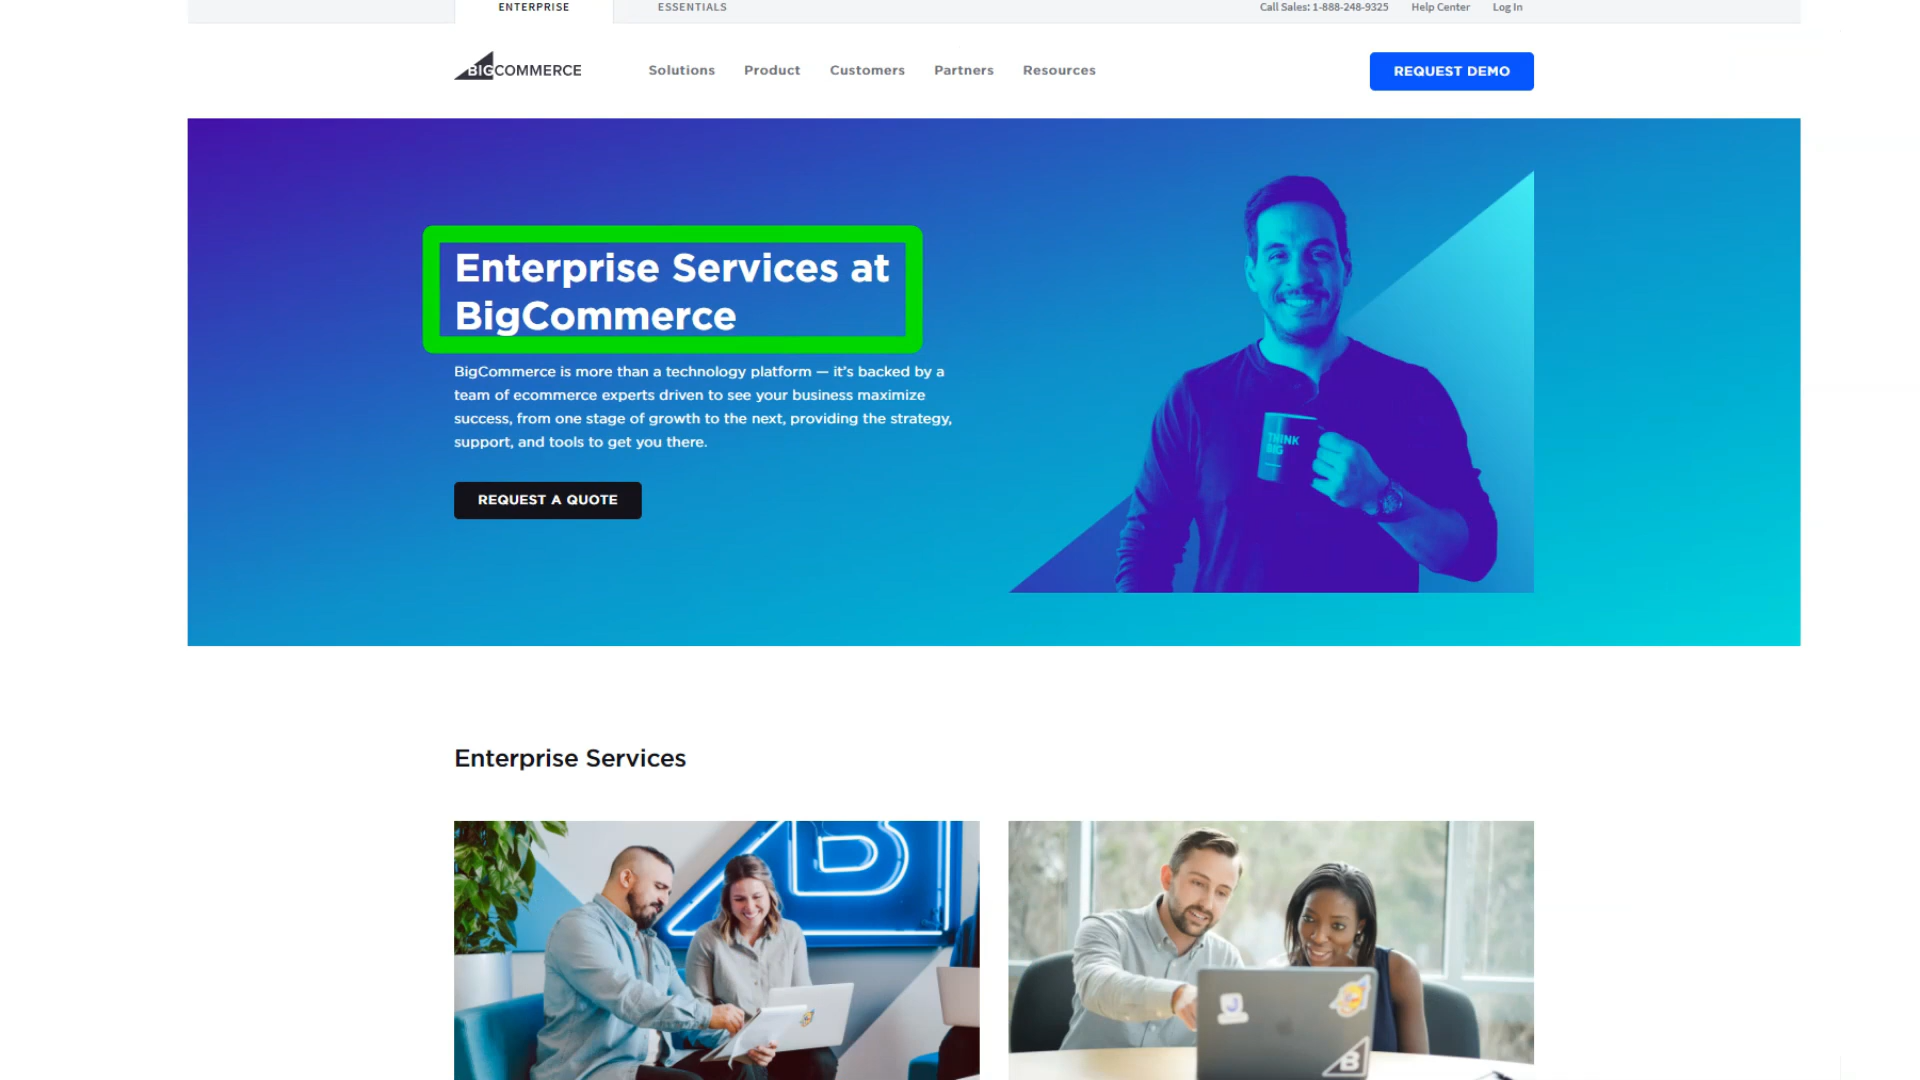 ENTERPRISE ESSENTIALS Call Sales: 1-888-248-9325 Help Center Log In
BIGCOMMERCE Solutions Product Customers Partners Resources REQUEST DEMO
Enterprise Services at
BigCommerce
BigCommerce is more than a technology platform — it's backed by a
team of ecommerce experts driven to see your business maximize
success, from one stage of growth to the next, providing the strategy,
support, and tools to get you there.
REQUEST A QUOTE
THINK
BIG
Enterprise Services
B
J
B